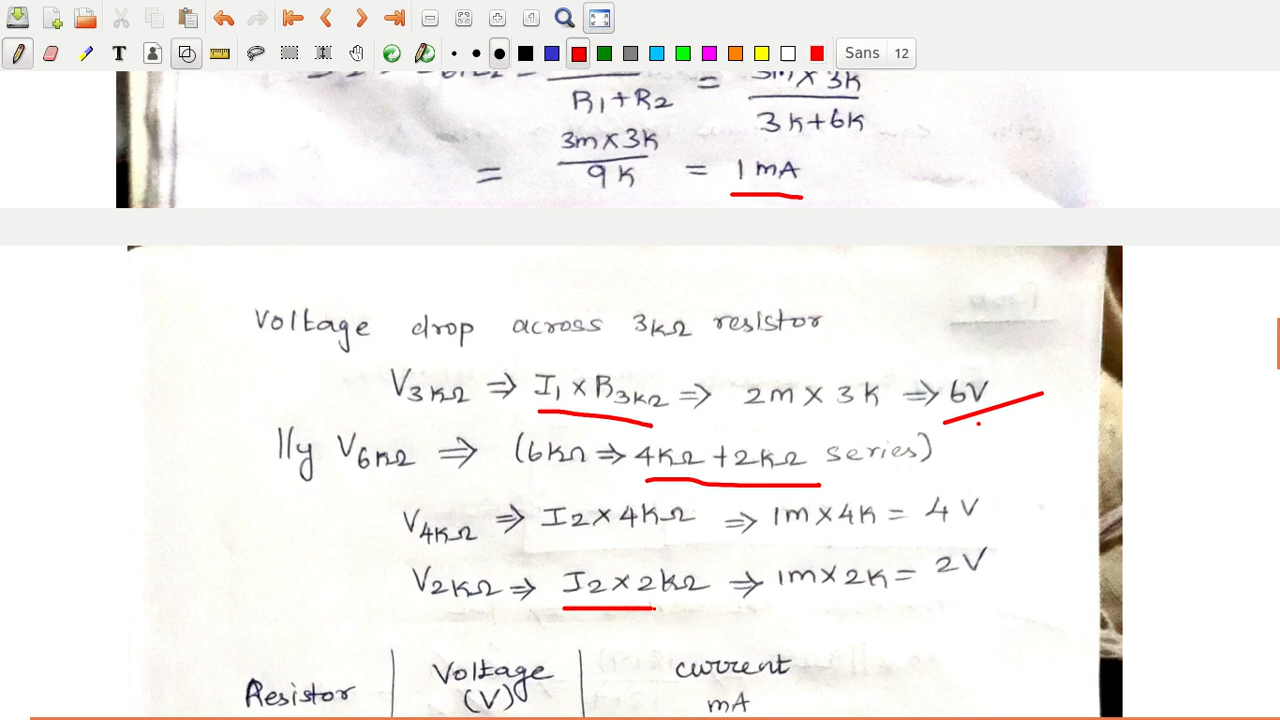 T
Sans 12
R1+R2 = 3m x 3K
3K+6K
= 3m x 3K / 9K = 1 mA
Voltage drop across 3KΩ resistor
V3KΩ ⇒ I1 x R3KΩ ⇒ 2m x 3K ⇒ 6V
lly V6KΩ ⇒ (6KΩ ⇒ 4KΩ + 2KΩ series)
V4KΩ ⇒ I2 x 4KΩ ⇒ 1m x 4K = 4V
V2KΩ ⇒ I2 x 2KΩ ⇒ 1m x 2K = 2V
Resistor | Voltage (V) | current mA